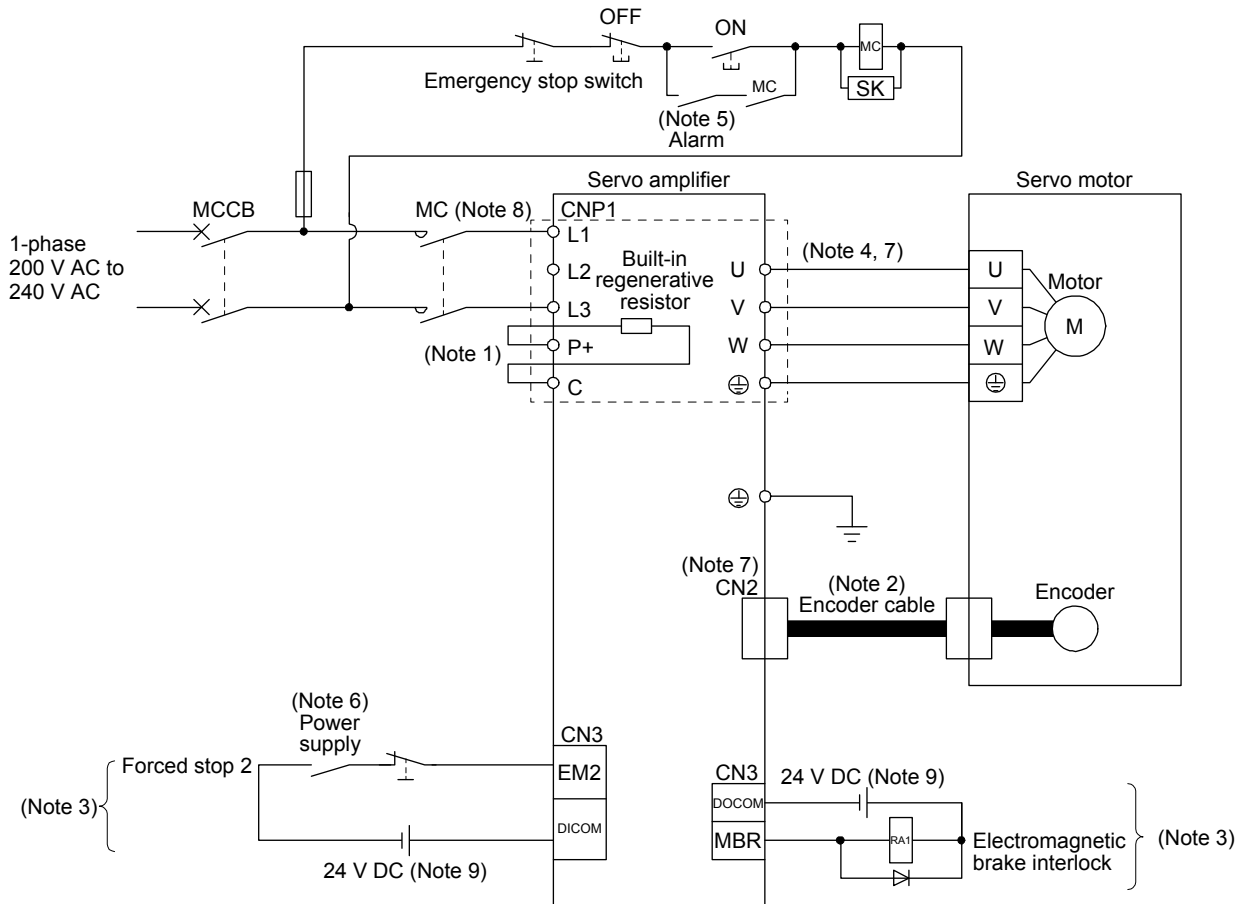 OFF
ON
MC
Emergency stop switch
SK
MC
(Note 5)
Alarm
Servo amplifier
Servo motor
MCCB
MC (Note 8)
CNP1
1-phase
200 V AC to
240 V AC
L1
L2
L3
P+
C
Built-in
regenerative
resistor
(Note 1)
U
V
W
(Note 4, 7)
U
V
W
Motor
M
(Note 7)
CN2
(Note 2)
Encoder cable
Encoder
(Note 6)
Power
supply
CN3
Forced stop 2
EM2
(Note 3)
DICOM
24 V DC (Note 9)
CN3
24 V DC (Note 9)
DOCOM
MBR
RA1
Electromagnetic
brake interlock
(Note 3)